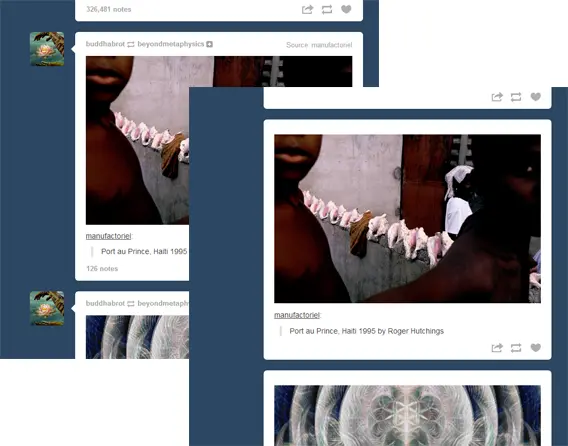 326,481 notes
buddhabrot beyondmetaphysics
Source: manufactoriel
manufactoriel:
Port au Prince, Haiti 1995
126 notes
buddhabrot beyondmetaph
manufactoriel:
Port au Prince, Haiti 1995 by Roger Hutchings